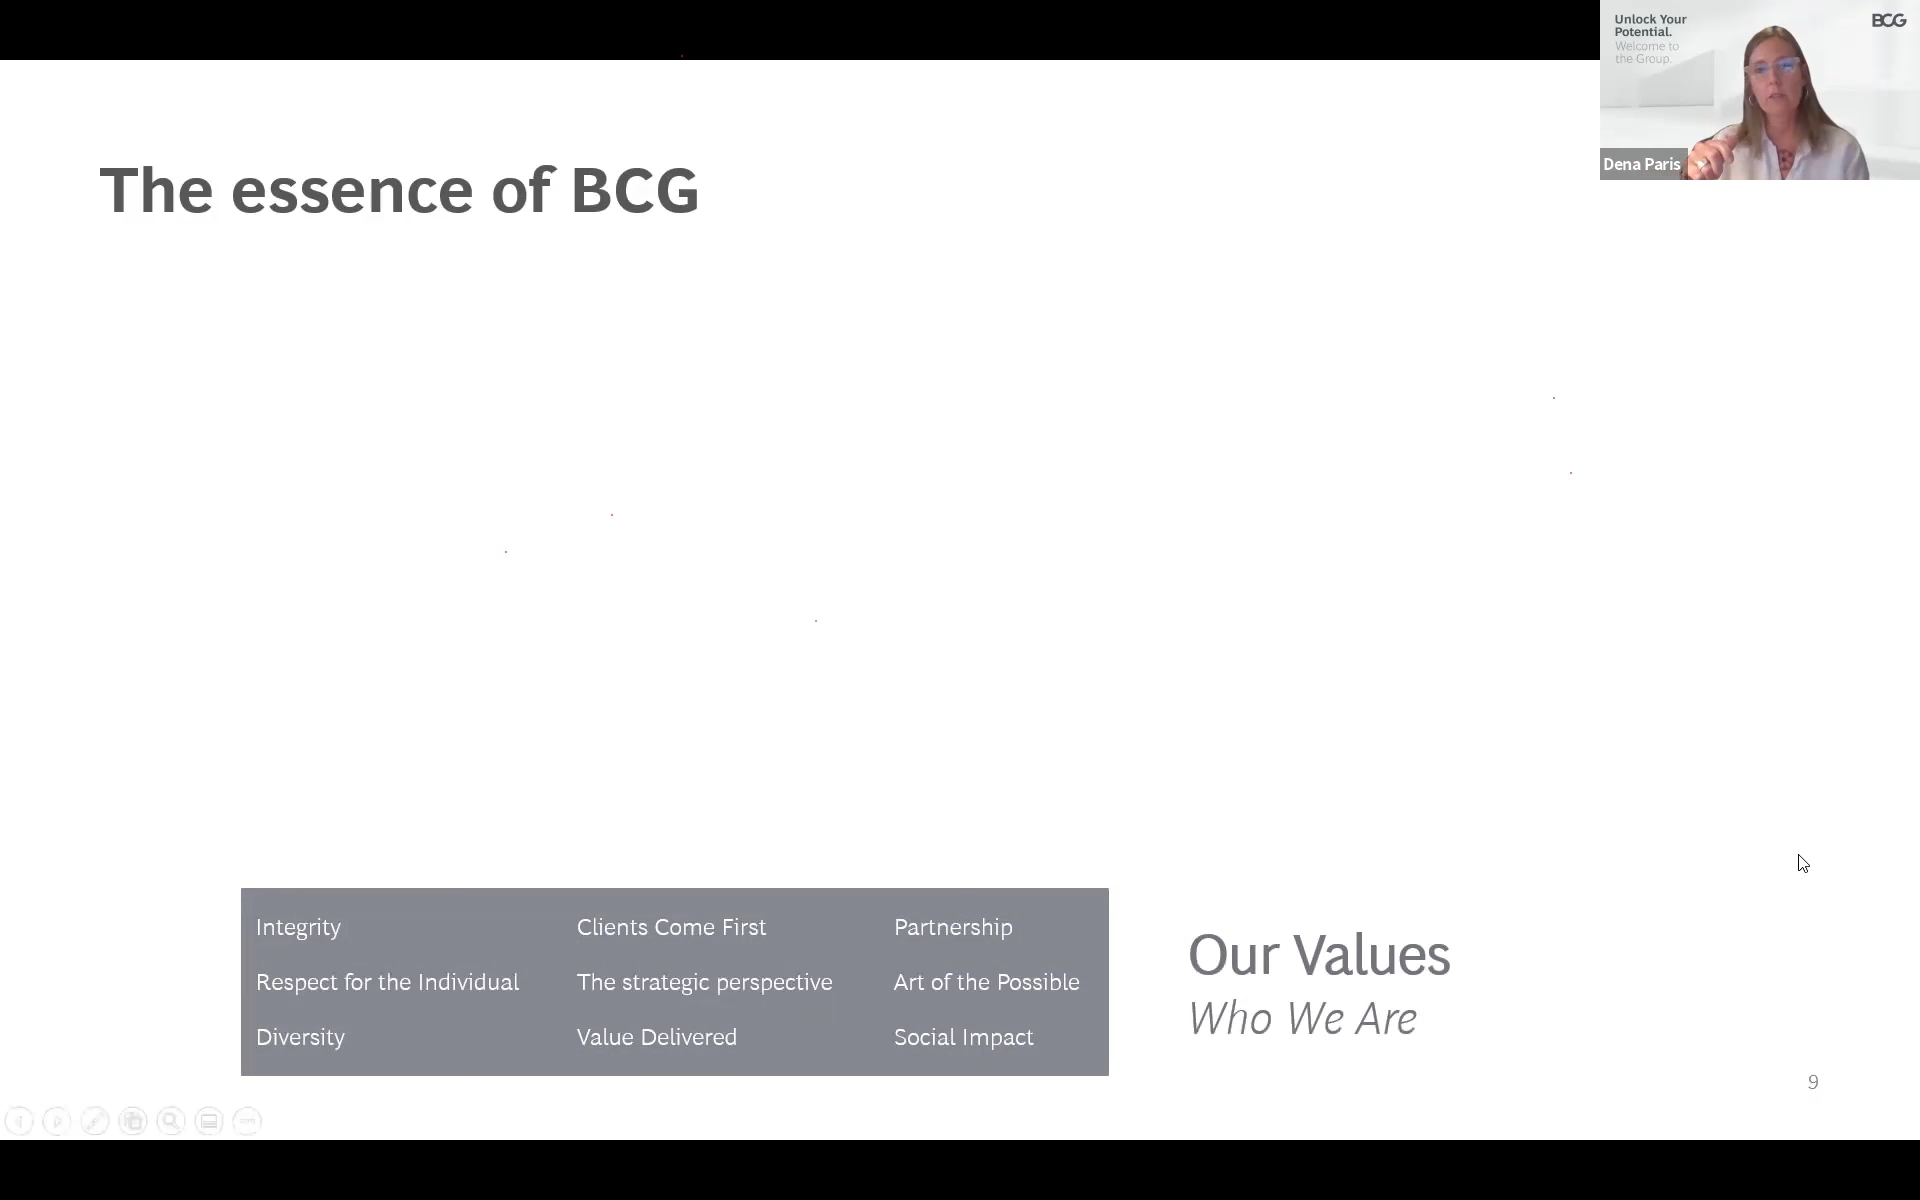 Unlock Your
Potential.
Welcome to
the Group.
BCG
Dena Paris
The essence of BCG
Integrity
Clients Come First
Partnership
Respect for the Individual
The strategic perspective
Art of the Possible
Diversity
Value Delivered
Social Impact
Our Values
Who We Are
9